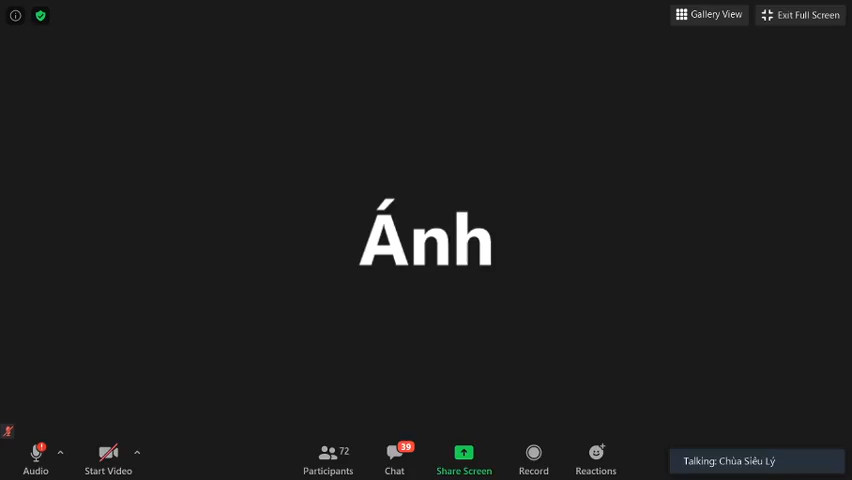 Gallery View
Exit Full Screen
Ánh
Audio
Start Video
72
Participants
39
Chat
Share Screen
Record
Reactions
Talking: Chùa Siêu Lý